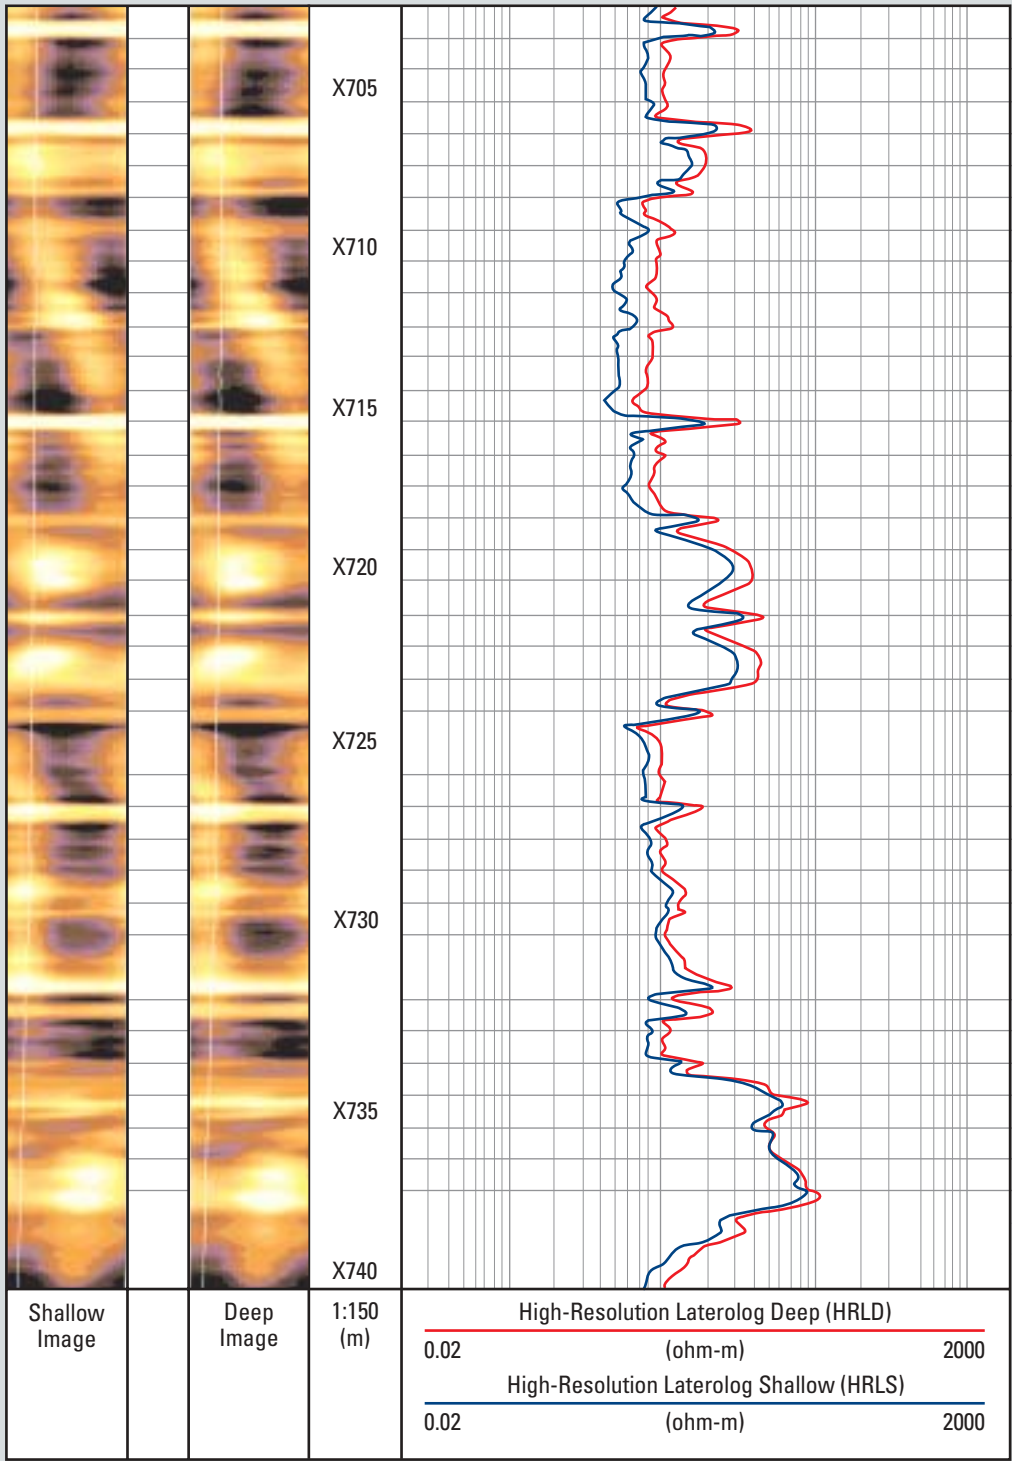 X705
X710
X715
X720
X725
X730
X735
X740
Shallow
Image
Deep
Image
1:150
(m)
High-Resolution Laterolog Deep (HRLD)
0.02 (ohm-m) 2000
High-Resolution Laterolog Shallow (HRLS)
0.02 (ohm-m) 2000